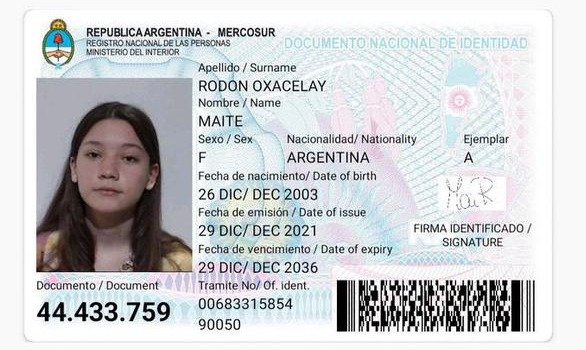 REPUBLICA ARGENTINA - MERCOSUR
REGISTRO NACIONAL DE LAS PERSONAS
MINISTERIO DEL INTERIOR
DOCUMENTO NACIONAL DE IDENTIDAD
Apellido / Surname
RODON OXACELAY
Nombre / Name
MAITE
Sexo / Sex Nacionalidad/ Nationality Ejemplar
F ARGENTINA A
Fecha de nacimiento/ Date of birth
26 DIC/ DEC 2003
Fecha de emisión / Date of issue
29 DIC/ DEC 2021
FIRMA IDENTIFICADO /
SIGNATURE
Fecha de vencimiento / Date of expiry
29 DIC/ DEC 2036
Documento / Document
44.433.759
Tramite No/ Of. ident.
00683315854
90050